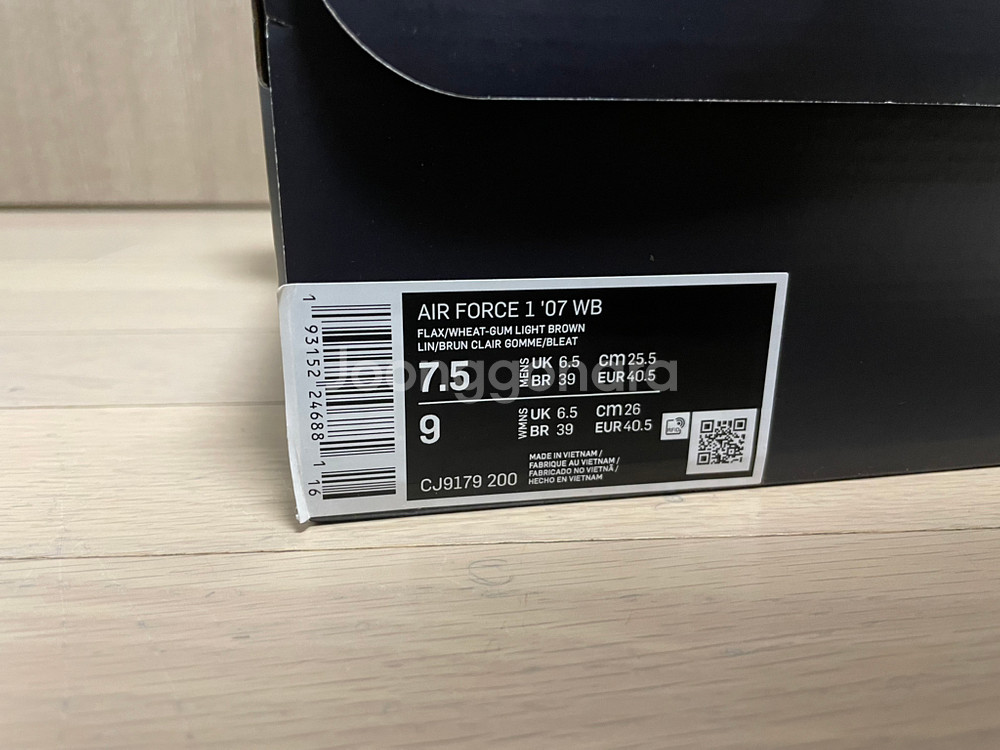 AIR FORCE 1 '07 WB
FLAX/WHEAT-GUM LIGHT BROWN
LIN/BRUN CLAIR GOMME/BLEAT
7.5 MENS UK 6.5 cm 25.5
BR 39 EUR 40.5
9 WMNS UK 6.5 cm 26
BR 39 EUR 40.5
RFID
MADE IN VIETNAM /
FABRIQUE AU VIETNAM /
FABRICADO NO VIETNÃ /
HECHO EN VIETNAM
CJ9179 200
1 93152 24688 1 16
Joonggonara